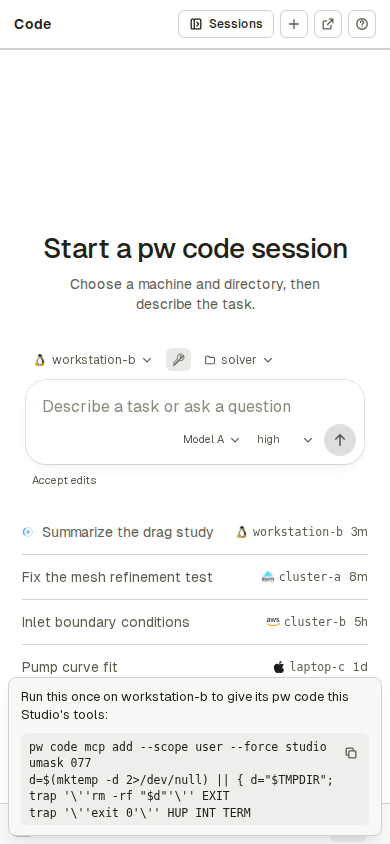 Code
Sessions
Start a pw code session
Choose a machine and directory, then
describe the task.
workstation-b
solver
Describe a task or ask a question
Model A
high
Accept edits
Summarize the drag study workstation-b 3m
Fix the mesh refinement test cluster-a 8m
Inlet boundary conditions aws cluster-b 5h
Pump curve fit laptop-c 1d
Run this once on workstation-b to give its pw code this
Studio's tools:
pw code mcp add --scope user --force studio
umask 077
d=$(mktemp -d 2>/dev/null) || { d="$TMPDIR";
trap '\''rm -rf "$d"'\'' EXIT
trap '\''exit 0'\'' HUP INT TERM